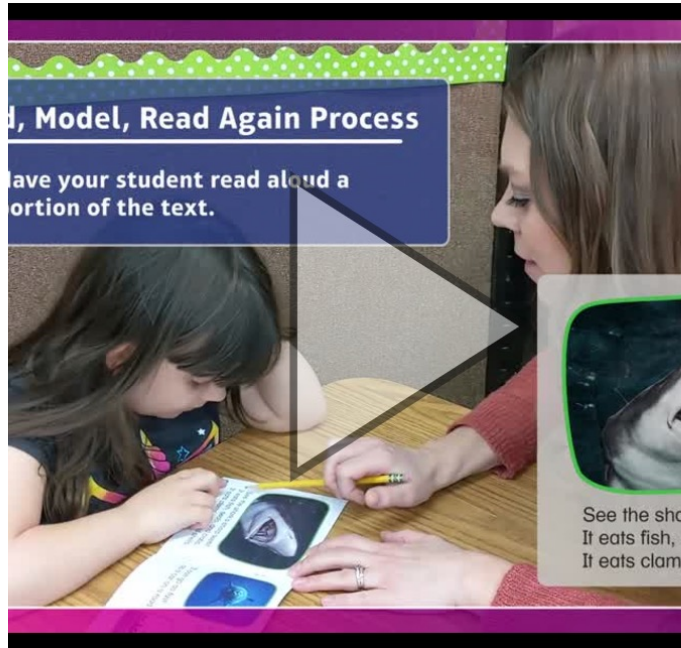 d, Model, Read Again Process
Have your student read aloud a
portion of the text.
See the sha
It eats fish,
It eats clam